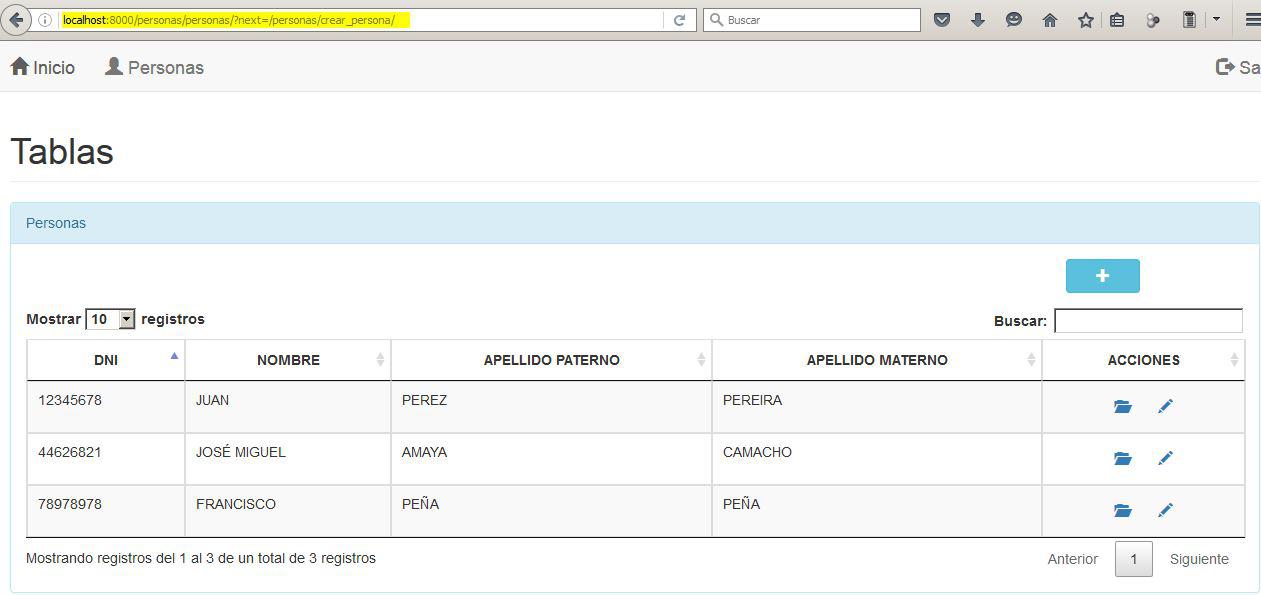 localhost:8000/personas/personas/?next=/personas/crear_persona/
Buscar
Inicio Personas Sa
Tablas
Personas
+
Mostrar 10 registros Buscar:
DNI NOMBRE APELLIDO PATERNO APELLIDO MATERNO ACCIONES
12345678 JUAN PEREZ PEREIRA
44626821 JOSÉ MIGUEL AMAYA CAMACHO
78978978 FRANCISCO PEÑA PEÑA
Mostrando registros del 1 al 3 de un total de 3 registros Anterior 1 Siguiente